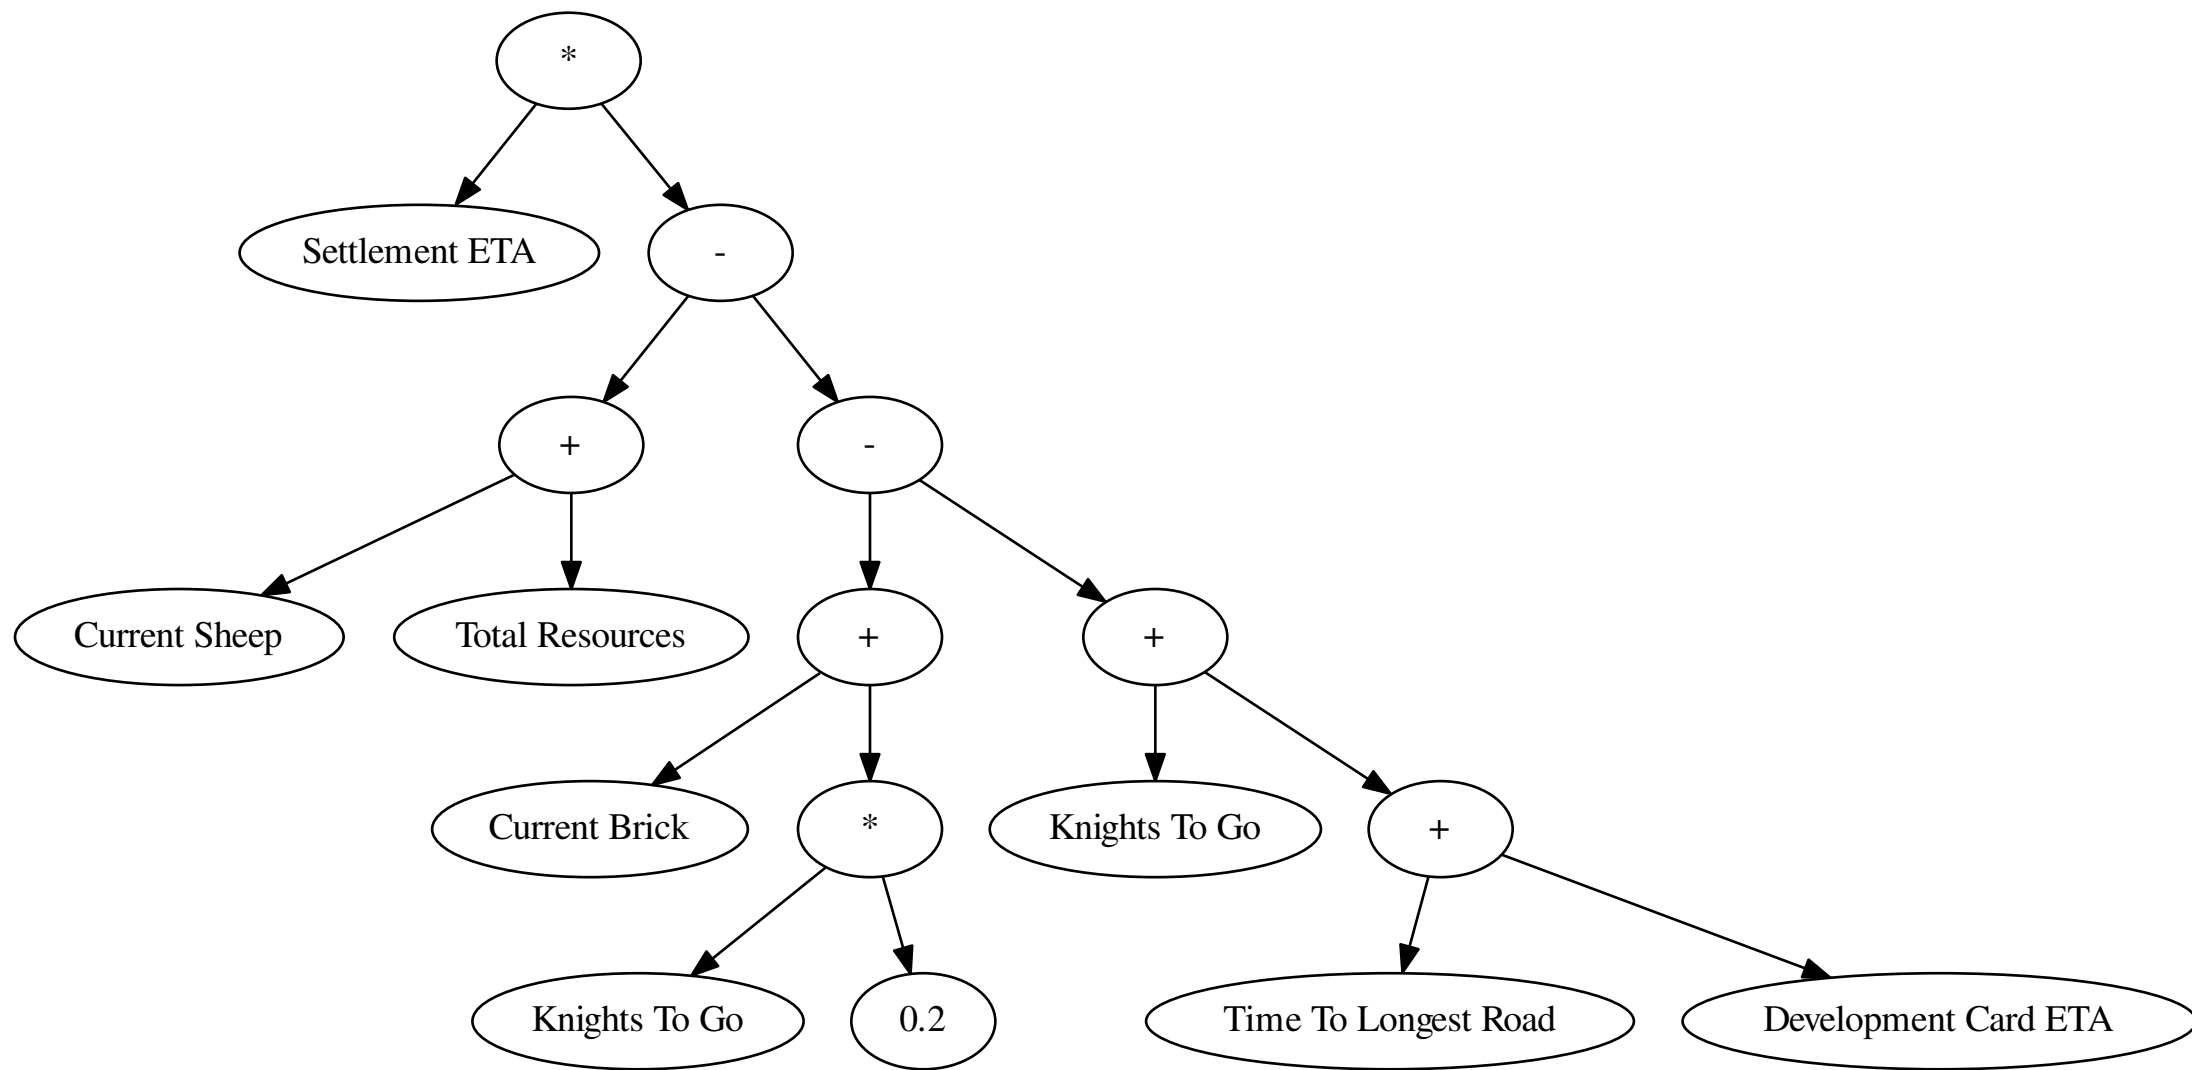 *
Settlement ETA
-
+
-
Current Sheep
Total Resources
+
+
Current Brick
*
Knights To Go
+
Knights To Go
0.2
Time To Longest Road
Development Card ETA